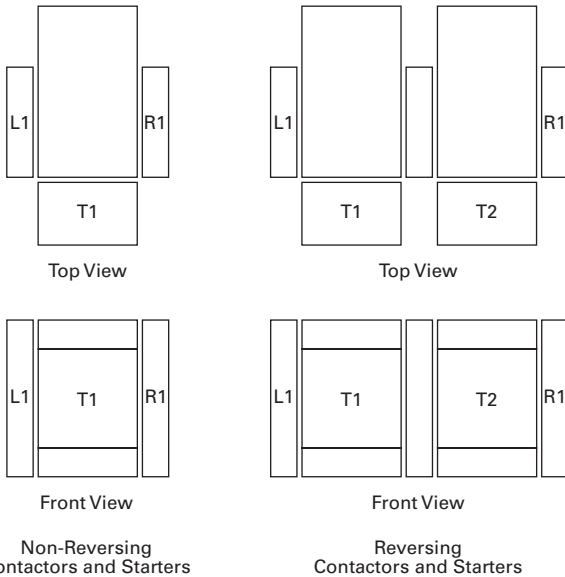 L1
R1
T1
Top View
L1
R1
T1
T2
Top View
L1
T1
R1
Front View
L1
T1
T2
R1
Front View
Non-Reversing
ontactors and Starters
Reversing
Contactors and Starters